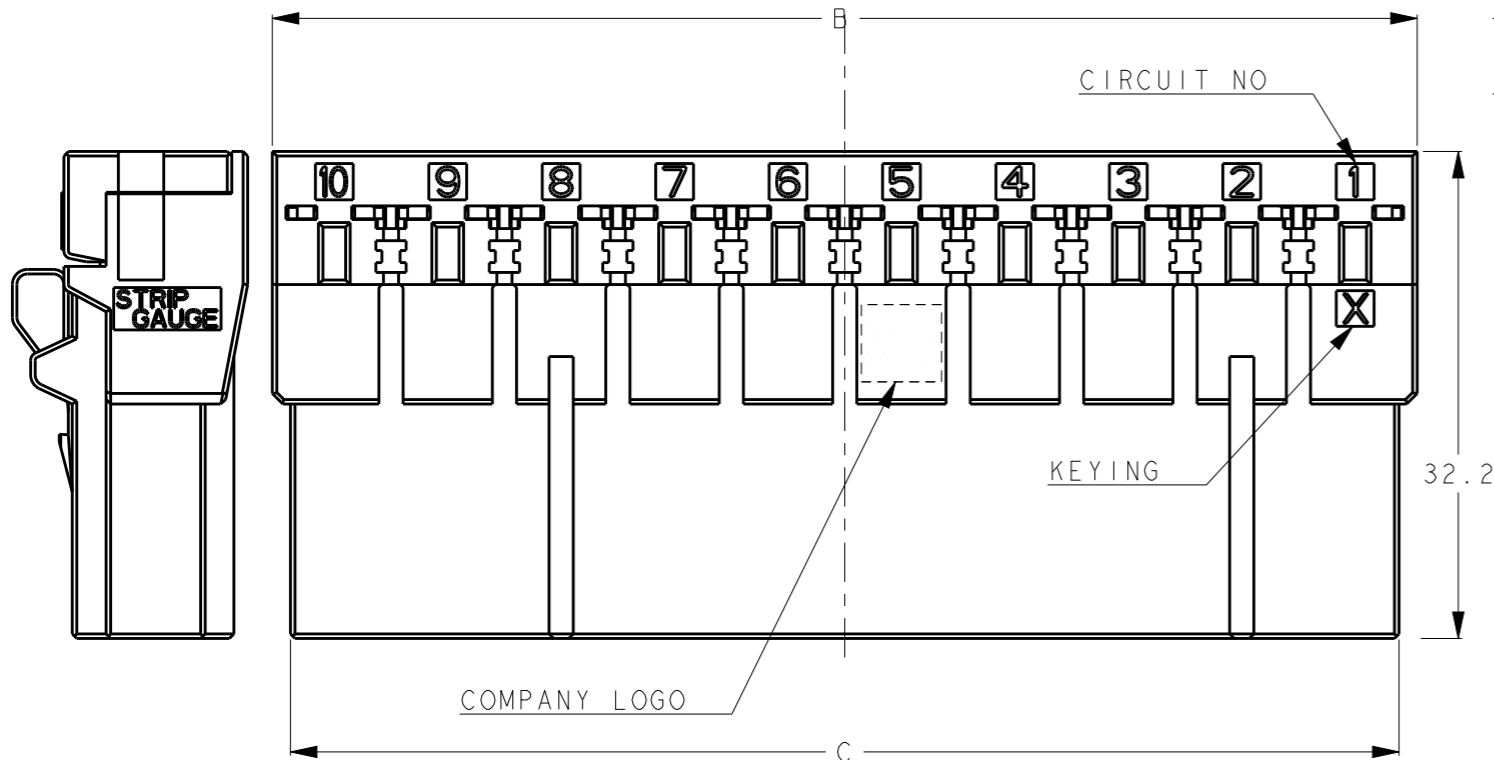 B
CIRCUIT NO
10 9 8 7 6 5 4 3 2 1
STRIP
GAUGE
X
KEYING
32.2
COMPANY LOGO
C